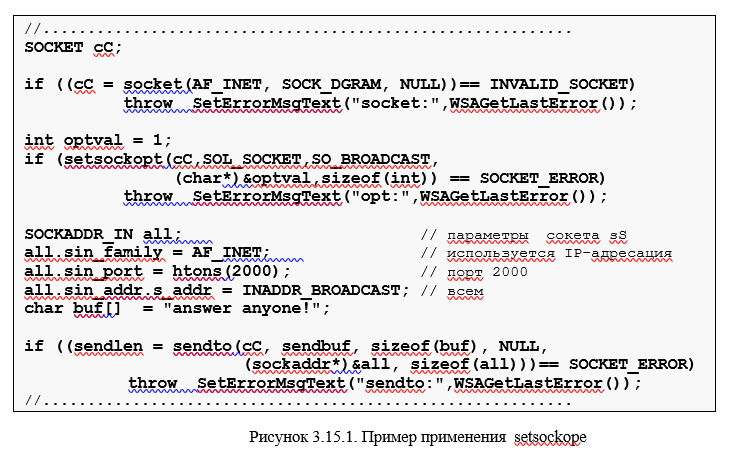 //...........................................................
SOCKET cC;
if ((cC = socket(AF_INET, SOCK_DGRAM, NULL))== INVALID_SOCKET)
throw SetErrorMsgText("socket:",WSAGetLastError());
int optval = 1;
if (setsockopt(cC,SOL_SOCKET,SO_BROADCAST,
(char*)&optval,sizeof(int)) == SOCKET_ERROR)
throw SetErrorMsgText("opt:",WSAGetLastError());
SOCKADDR_IN all; // параметры сокета sS
all.sin_family = AF_INET; // используется IP-адресация
all.sin_port = htons(2000); // порт 2000
all.sin_addr.s_addr = INADDR_BROADCAST; // всем
char buf[] = "answer anyone!";
if ((sendlen = sendto(cC, sendbuf, sizeof(buf), NULL,
(sockaddr*)&all, sizeof(all)))== SOCKET_ERROR)
throw SetErrorMsgText("sendto:",WSAGetLastError());
//...........................................................
Рисунок 3.15.1. Пример применения setsockope